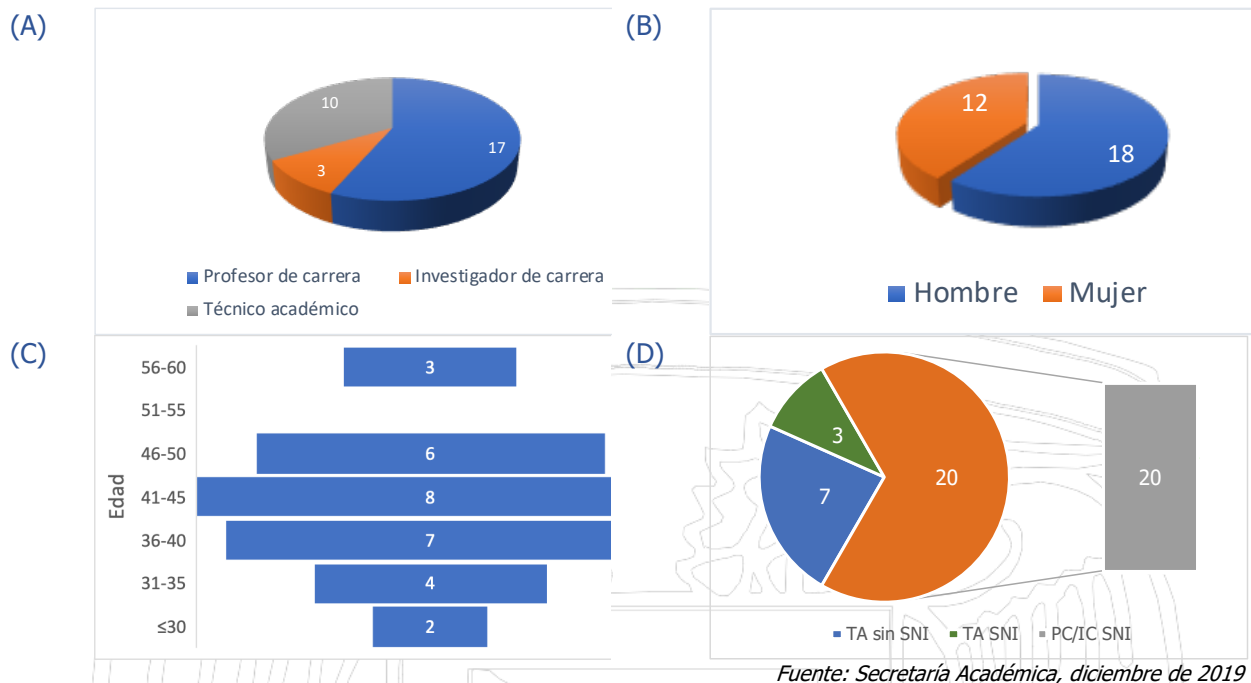 (A)
10
17
3
Profesor de carrera
Investigador de carrera
Técnico académico
(B)
12
18
Hombre
Mujer
(C)
Edad
56-60
3
51-55
46-50
6
41-45
8
36-40
7
31-35
4
≤30
2
(D)
3
20
7
20
TA sin SNI
TA SNI
PC/IC SNI
Fuente: Secretaría Académica, diciembre de 2019